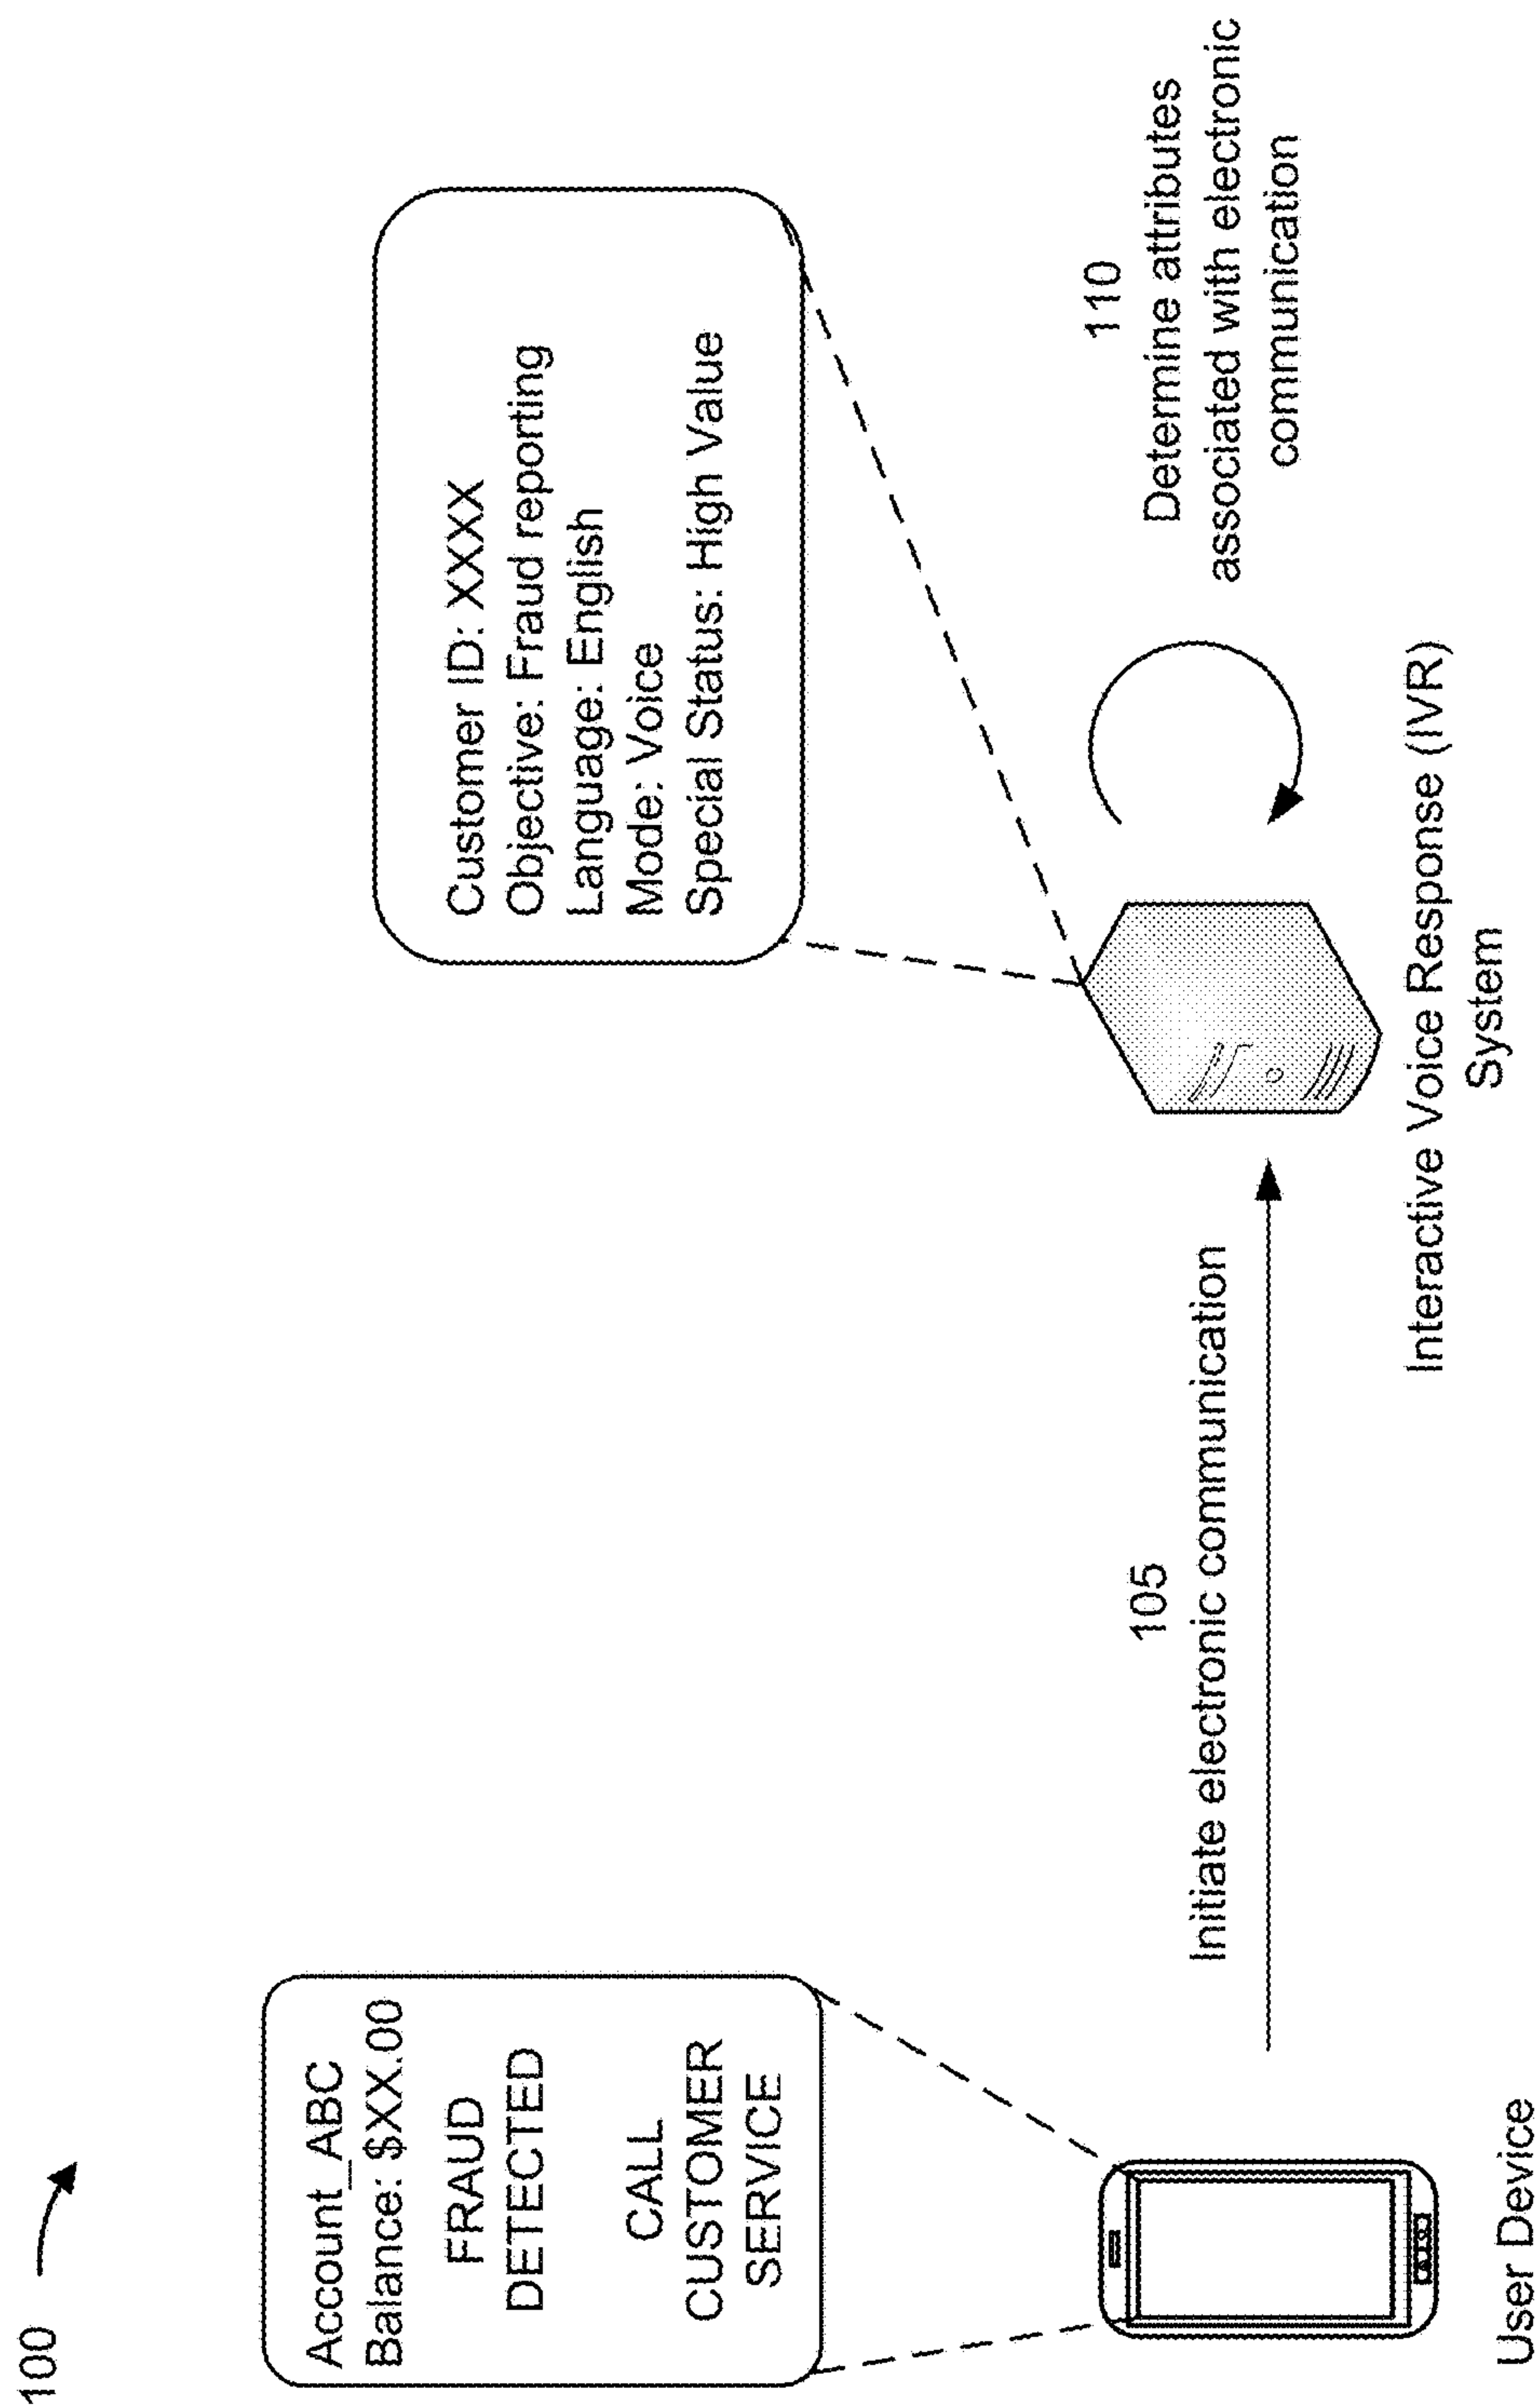 100
Account_ABC
Balance: $XX.00
FRAUD
DETECTED
CALL
CUSTOMER
SERVICE
User Device
105
Initiate electronic communication
Customer ID: XXXX
Objective: Fraud reporting
Language: English
Mode: Voice
Special Status: High Value
Interactive Voice Response (IVR)
System
110
Determine attributes
associated with electronic
communication